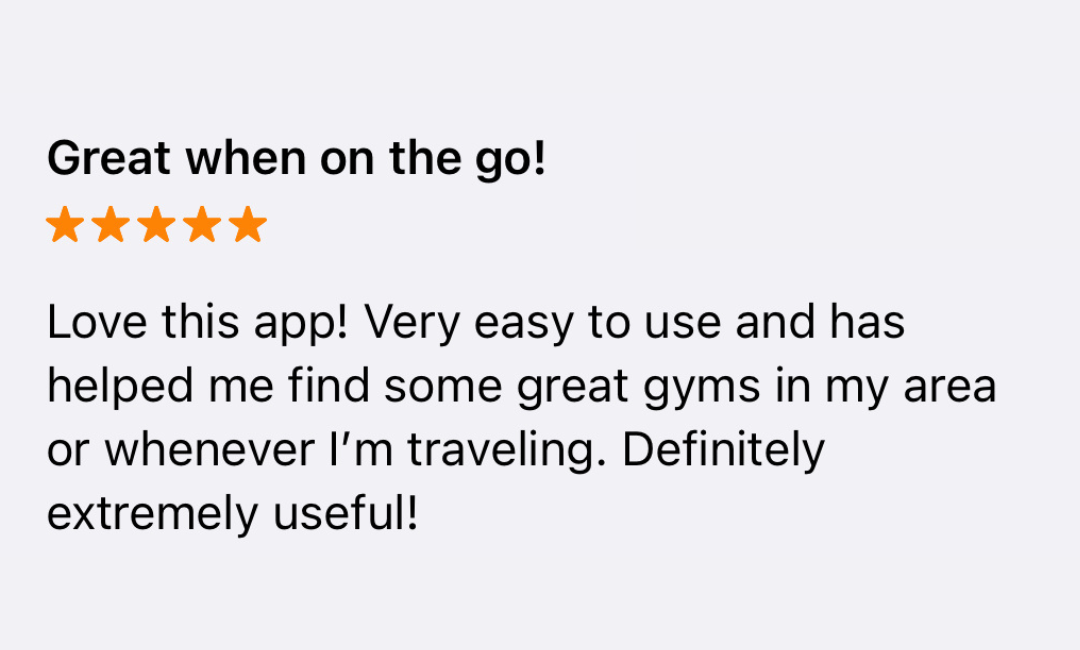 Great when on the go!
Love this app! Very easy to use and has
helped me find some great gyms in my area
or whenever I’m traveling. Definitely
extremely useful!